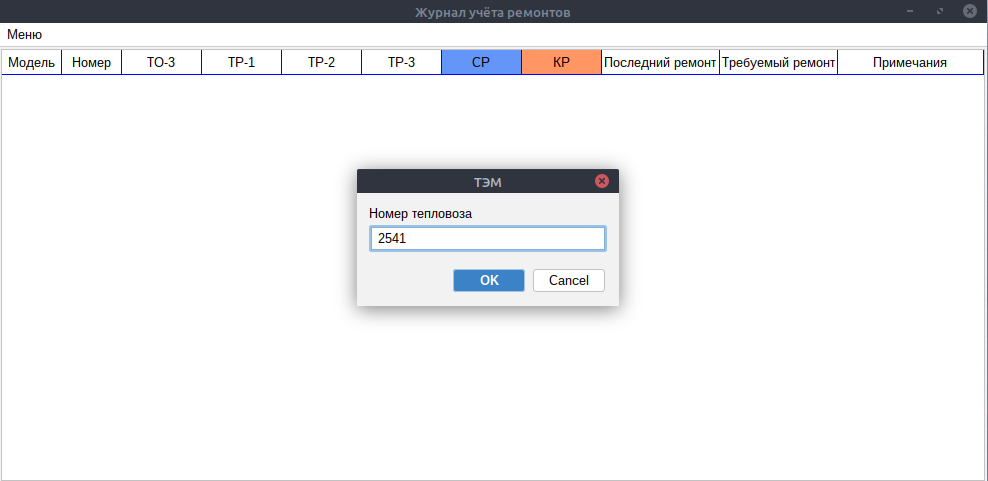 Журнал учёта ремонтов
Меню
Модель Номер ТО-3 ТР-1 ТР-2 ТР-3 СР КР Последний ремонт Требуемый ремонт Примечания
ТЭМ
Номер тепловоза
2541
OK Cancel